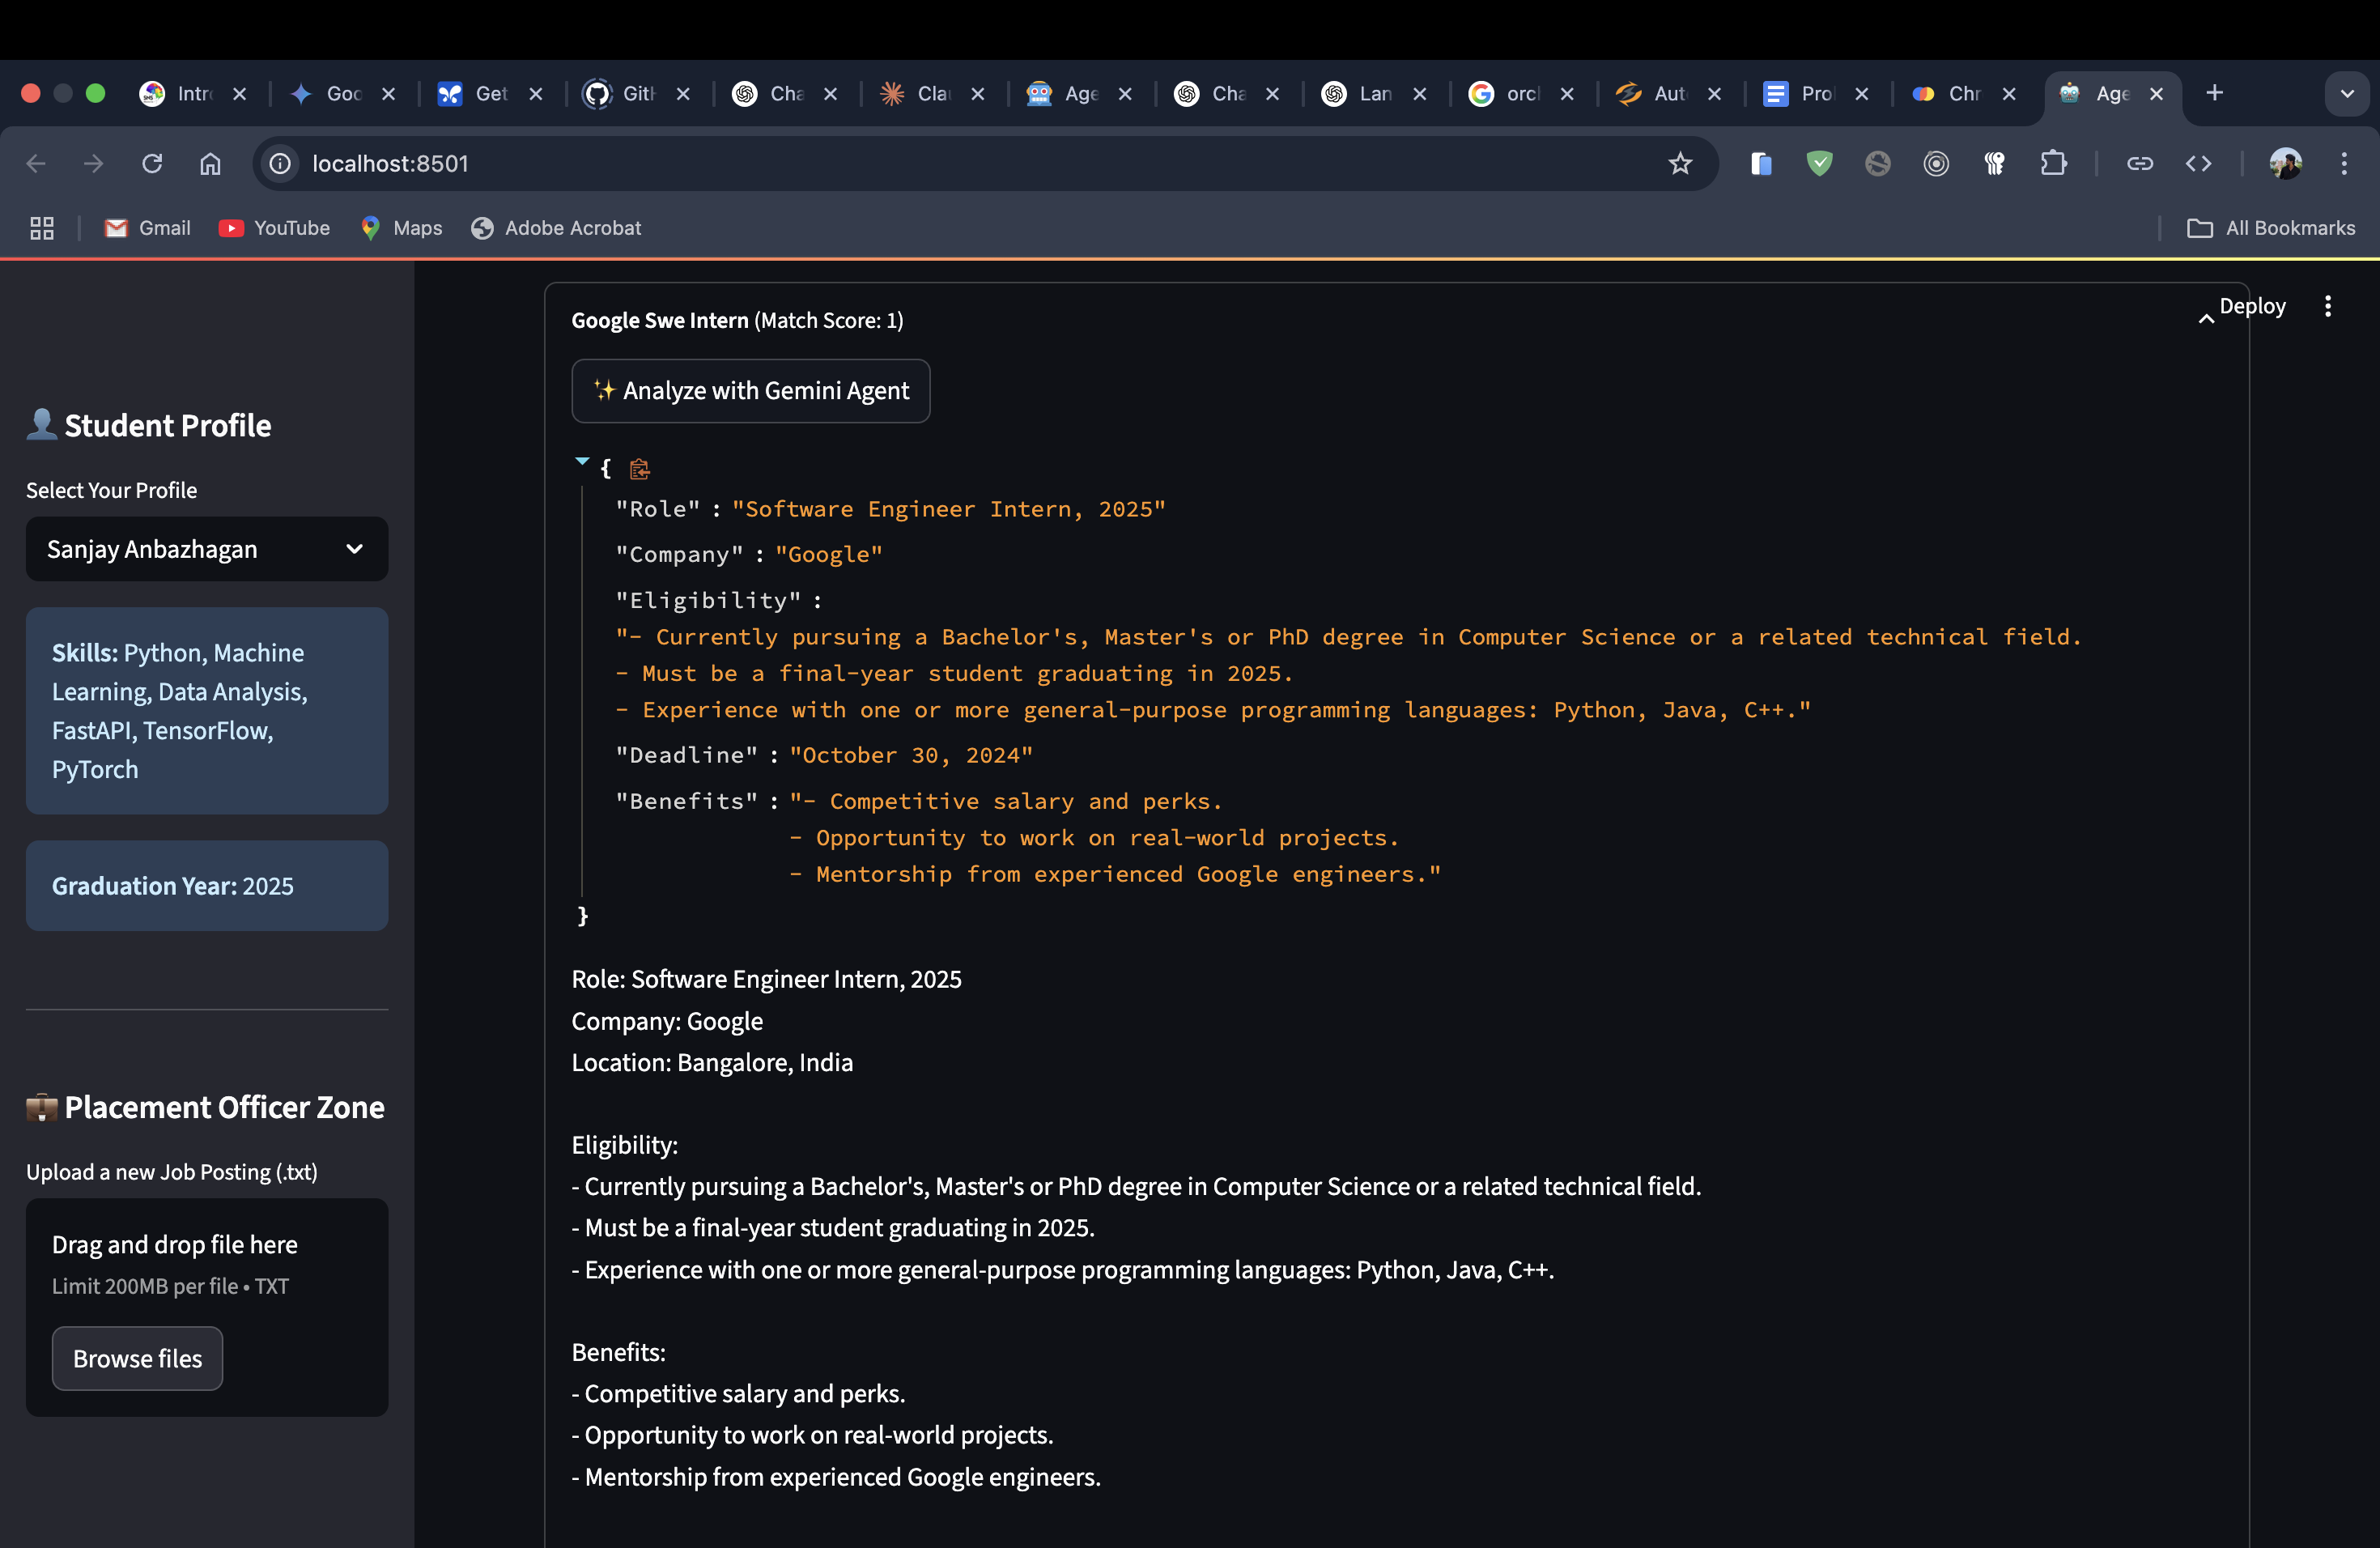 Intr
Goo
Get
GitH
Cha
Clau
Age
Cha
Lan
orcl
Aut
Pro
Chr
Age
localhost:8501
Gmail
YouTube
Maps
Adobe Acrobat
All Bookmarks
👤 Student Profile
Select Your Profile
Sanjay Anbazhagan
Skills: Python, Machine
Learning, Data Analysis,
FastAPI, TensorFlow,
PyTorch
Graduation Year: 2025
💼 Placement Officer Zone
Upload a new Job Posting (.txt)
Drag and drop file here
Limit 200MB per file • TXT
Browse files
Deploy
Google Swe Intern (Match Score: 1)
✨ Analyze with Gemini Agent
{
"Role" : "Software Engineer Intern, 2025"
"Company" : "Google"
"Eligibility" :
"- Currently pursuing a Bachelor's, Master's or PhD degree in Computer Science or a related technical field.
- Must be a final-year student graduating in 2025.
- Experience with one or more general-purpose programming languages: Python, Java, C++."
"Deadline" : "October 30, 2024"
"Benefits" : "- Competitive salary and perks.
- Opportunity to work on real-world projects.
- Mentorship from experienced Google engineers."
}
Role: Software Engineer Intern, 2025
Company: Google
Location: Bangalore, India
Eligibility:
- Currently pursuing a Bachelor's, Master's or PhD degree in Computer Science or a related technical field.
- Must be a final-year student graduating in 2025.
- Experience with one or more general-purpose programming languages: Python, Java, C++.
Benefits:
- Competitive salary and perks.
- Opportunity to work on real-world projects.
- Mentorship from experienced Google engineers.